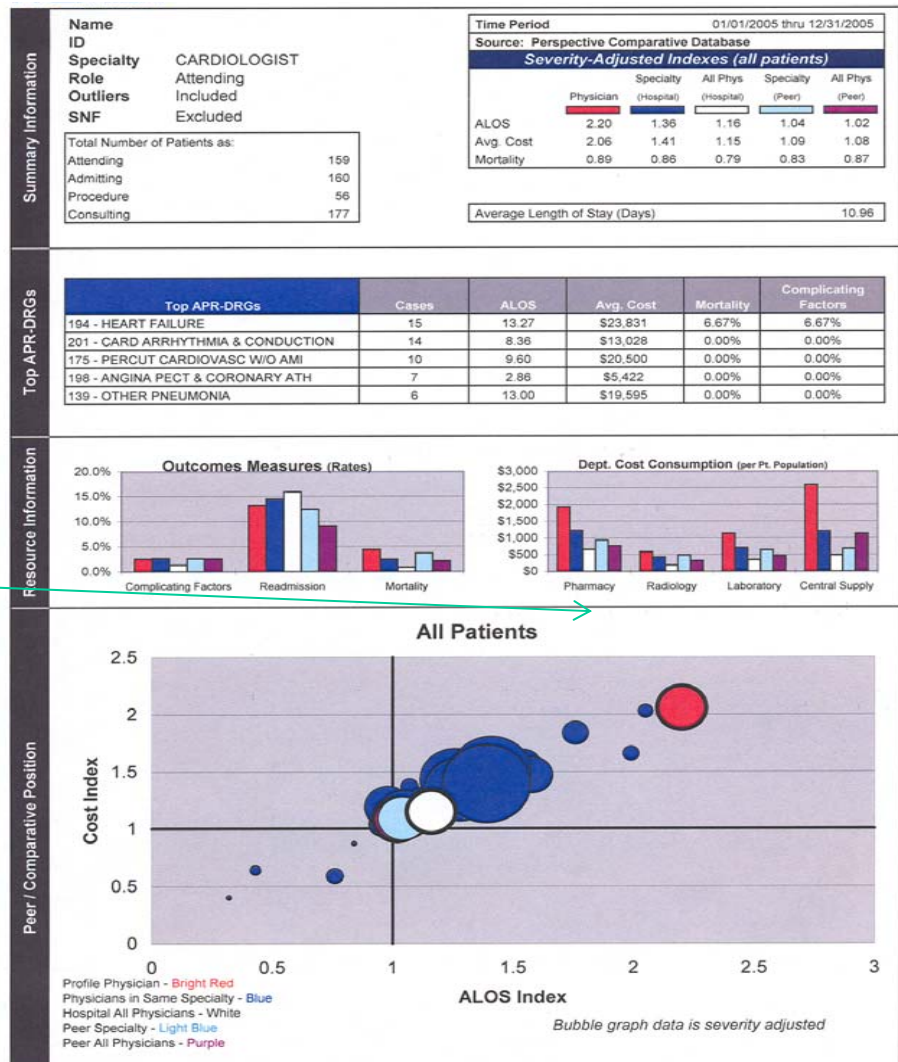 Summary Information
Name
ID
Specialty CARDIOLOGIST
Role Attending
Outliers Included
SNF Excluded
Total Number of Patients as:
Attending 159
Admitting 160
Procedure 56
Consulting 177
Time Period 01/01/2005 thru 12/31/2005
Source: Perspective Comparative Database
Severity-Adjusted Indexes (all patients)
Specialty All Phys Specialty All Phys
Physician (Hospital) (Hospital) (Peer) (Peer)
ALOS 2.20 1.36 1.16 1.04 1.02
Avg. Cost 2.06 1.41 1.15 1.09 1.08
Mortality 0.89 0.86 0.79 0.83 0.87
Average Length of Stay (Days) 10.96
Top APR-DRGs
Top APR-DRGs Cases ALOS Avg. Cost Mortality Complicating Factors
194 - HEART FAILURE 15 13.27 $23,831 6.67% 6.67%
201 - CARD ARRHYTHMIA & CONDUCTION 14 8.36 $13,028 0.00% 0.00%
175 - PERCUT CARDIOVASC W/O AMI 10 9.60 $20,500 0.00% 0.00%
198 - ANGINA PECT & CORONARY ATH 7 2.86 $5,422 0.00% 0.00%
139 - OTHER PNEUMONIA 6 13.00 $19,595 0.00% 0.00%
Resource Information
Outcomes Measures (Rates)
20.0%
15.0%
10.0%
5.0%
0.0%
Complicating Factors Readmission Mortality
Dept. Cost Consumption (per Pt. Population)
$3,000
$2,500
$2,000
$1,500
$1,000
$500
$0
Pharmacy Radiology Laboratory Central Supply
Peer / Comparative Position
All Patients
Cost Index
2.5
2
1.5
1
0.5
0
0 0.5 1 1.5 2 2.5 3
ALOS Index
Profile Physician - Bright Red
Physicians in Same Specialty - Blue
Hospital All Physicians - White
Peer Specialty - Light Blue
Peer All Physicians - Purple
Bubble graph data is severity adjusted